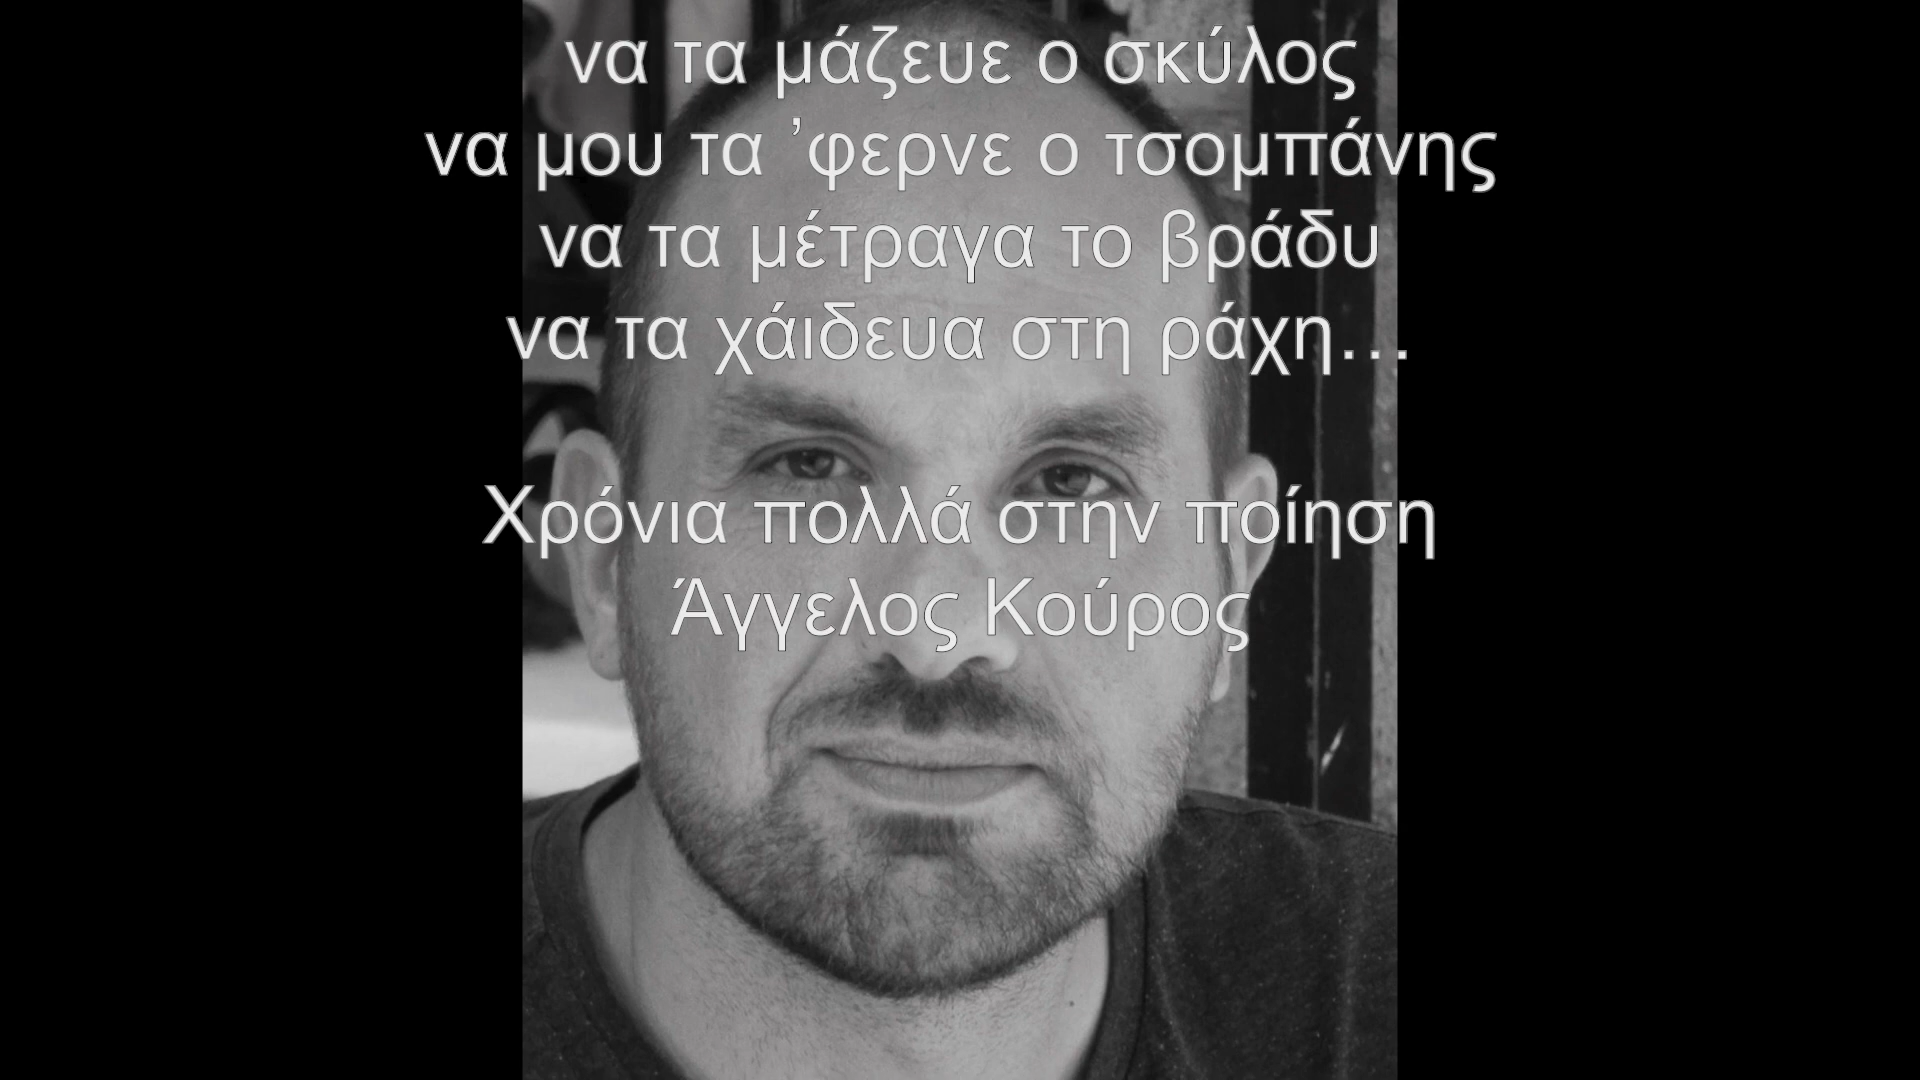 να τα μάζευε ο σκύλος
να μου τα ’φερνε ο τσομπάνης
να τα μέτραγα το βράδυ
να τα χάιδευα στη ράχη…
Χρόνια πολλά στην ποίηση
Άγγελος Κούρος